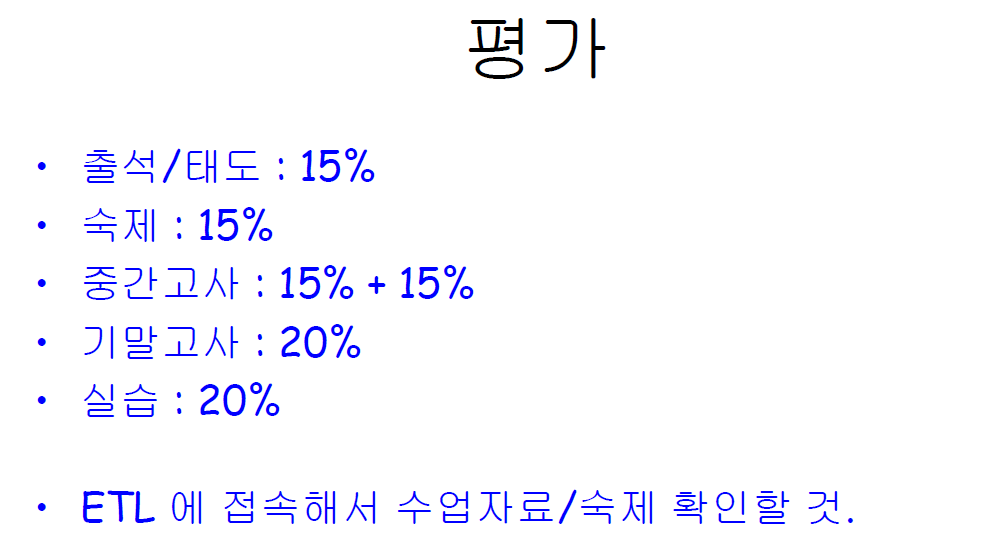 평가
• 출석/태도 : 15%
• 숙제 : 15%
• 중간고사 : 15% + 15%
• 기말고사 : 20%
• 실습 : 20%
• ETL 에 접속해서 수업자료/숙제 확인할 것.